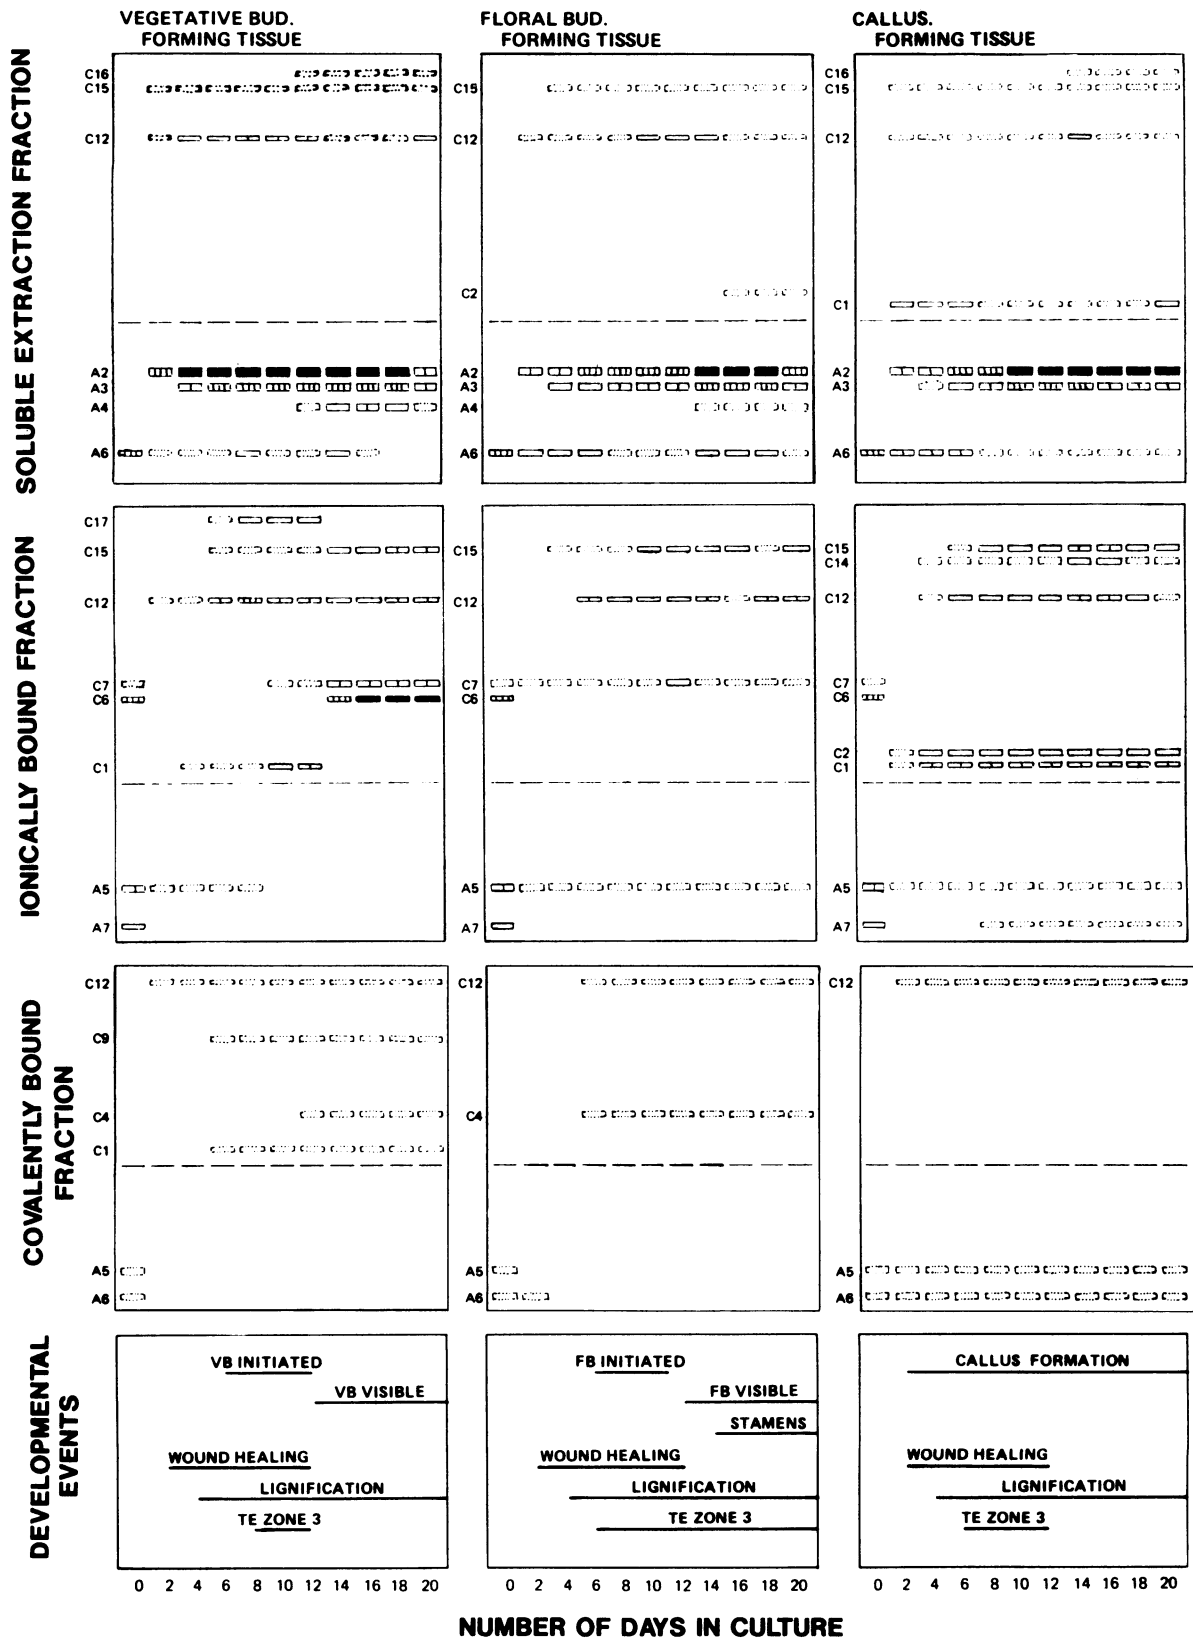 VEGETATIVE BUD.
FORMING TISSUE
FLORAL BUD.
FORMING TISSUE
CALLUS.
FORMING TISSUE
SOLUBLE EXTRACTION FRACTION
C16
C15
C12
A2
A3
A4
A6
C15
C12
C2
A2
A3
A4
A6
C16
C15
C12
C1
A2
A3
A6
IONICALLY BOUND FRACTION
C17
C15
C12
C7
C6
C1
A5
A7
C15
C12
C7
C6
A5
A7
C15
C14
C12
C7
C6
C2
C1
A5
A7
COVALENTLY BOUND
FRACTION
C12
C9
C4
C1
A5
A6
C12
C4
A5
A6
C12
A5
A6
DEVELOPMENTAL
EVENTS
VB INITIATED
VB VISIBLE
WOUND HEALING
LIGNIFICATION
TE ZONE 3
FB INITIATED
FB VISIBLE
STAMENS
WOUND HEALING
LIGNIFICATION
TE ZONE 3
CALLUS FORMATION
WOUND HEALING
LIGNIFICATION
TE ZONE 3
0 2 4 6 8 10 12 14 16 18 20
0 2 4 6 8 10 12 14 16 18 20
0 2 4 6 8 10 12 14 16 18 20
NUMBER OF DAYS IN CULTURE